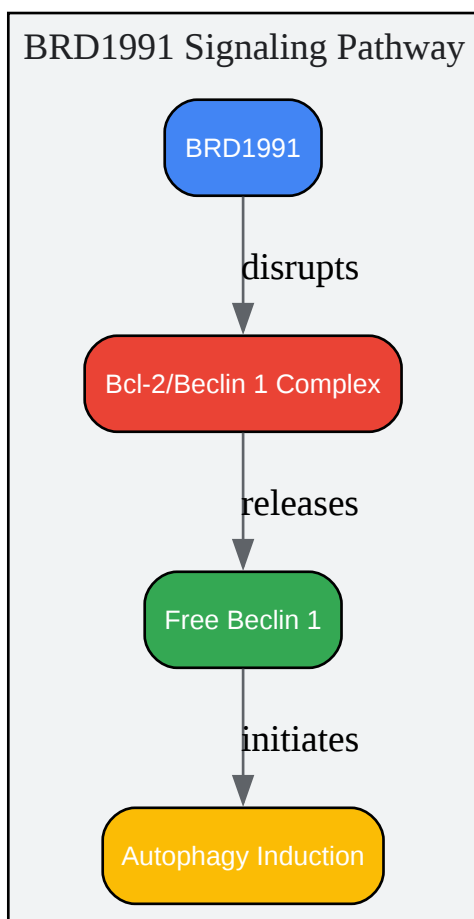 BRD1991 Signaling Pathway
BRD1991
disrupts
Bcl-2/Beclin 1 Complex
releases
Free Beclin 1
initiates
Autophagy Induction